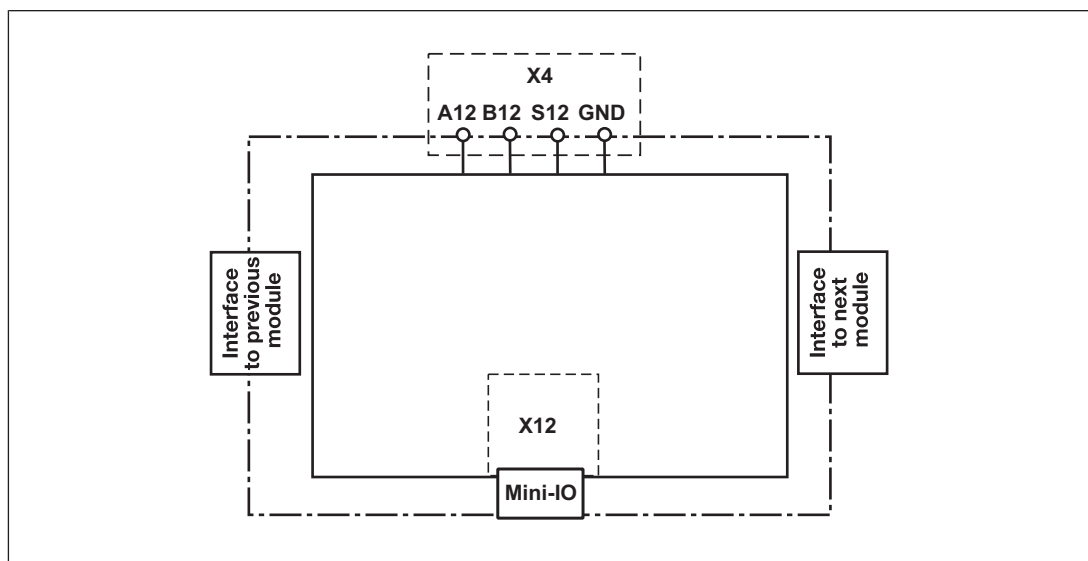 X4
A12 B12 S12 GND
Interface
to previous
module
Interface
to next
module
X12
Mini-IO